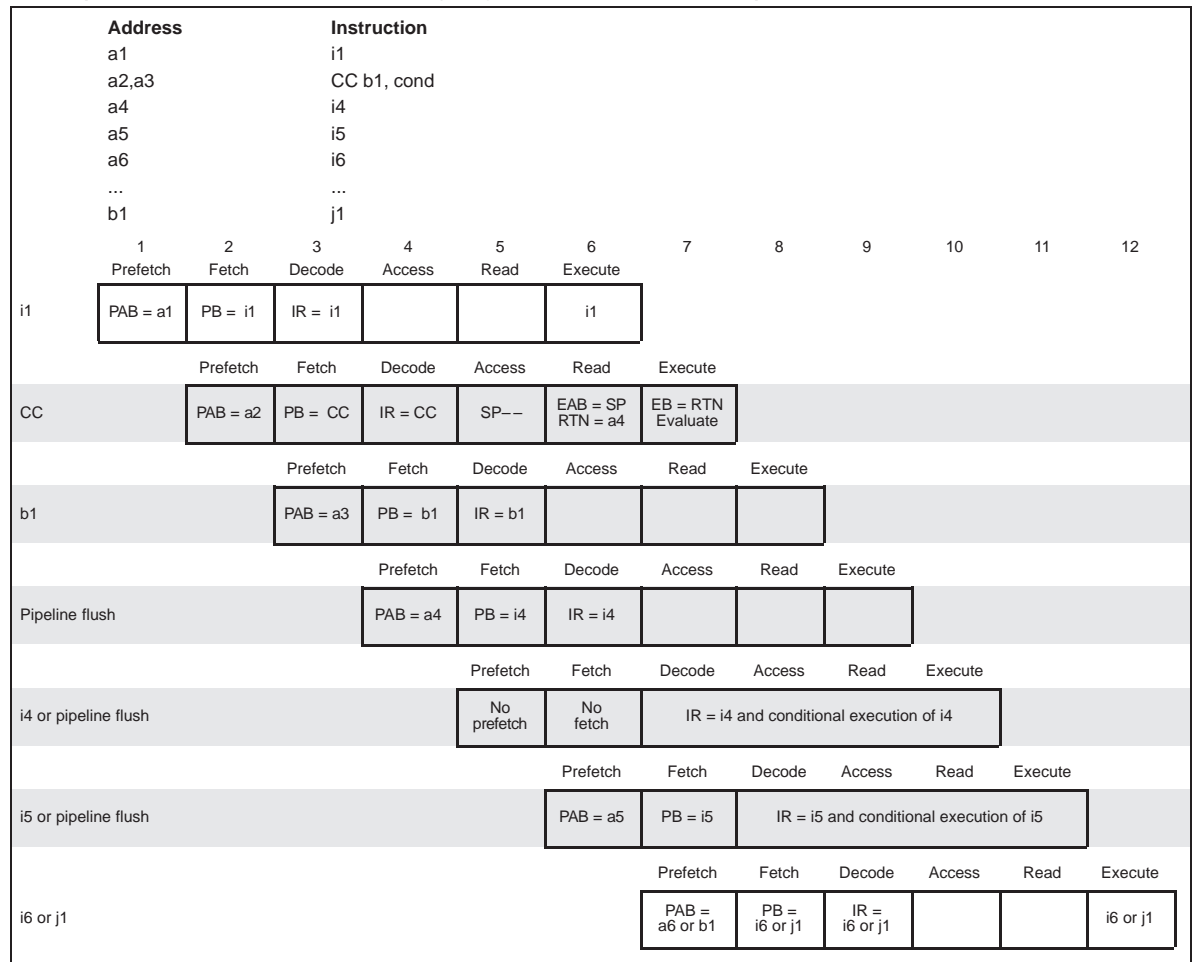 Address Instruction
a1 i1
a2,a3 CC b1, cond
a4 i4
a5 i5
a6 i6
... ...
b1 j1
1 2 3 4 5 6 7 8 9 10 11 12
Prefetch Fetch Decode Access Read Execute
i1 PAB = a1 PB = i1 IR = i1 i1
Prefetch Fetch Decode Access Read Execute
CC PAB = a2 PB = CC IR = CC SP-- EAB = SP EB = RTN
RTN = a4 Evaluate
Prefetch Fetch Decode Access Read Execute
b1 PAB = a3 PB = b1 IR = b1
Prefetch Fetch Decode Access Read Execute
Pipeline flush PAB = a4 PB = i4 IR = i4
Prefetch Fetch Decode Access Read Execute
i4 or pipeline flush No prefetch No fetch IR = i4 and conditional execution of i4
Prefetch Fetch Decode Access Read Execute
i5 or pipeline flush PAB = a5 PB = i5 IR = i5 and conditional execution of i5
Prefetch Fetch Decode Access Read Execute
i6 or j1 PAB = a6 or b1 PB = i6 or j1 IR = i6 or j1 i6 or j1